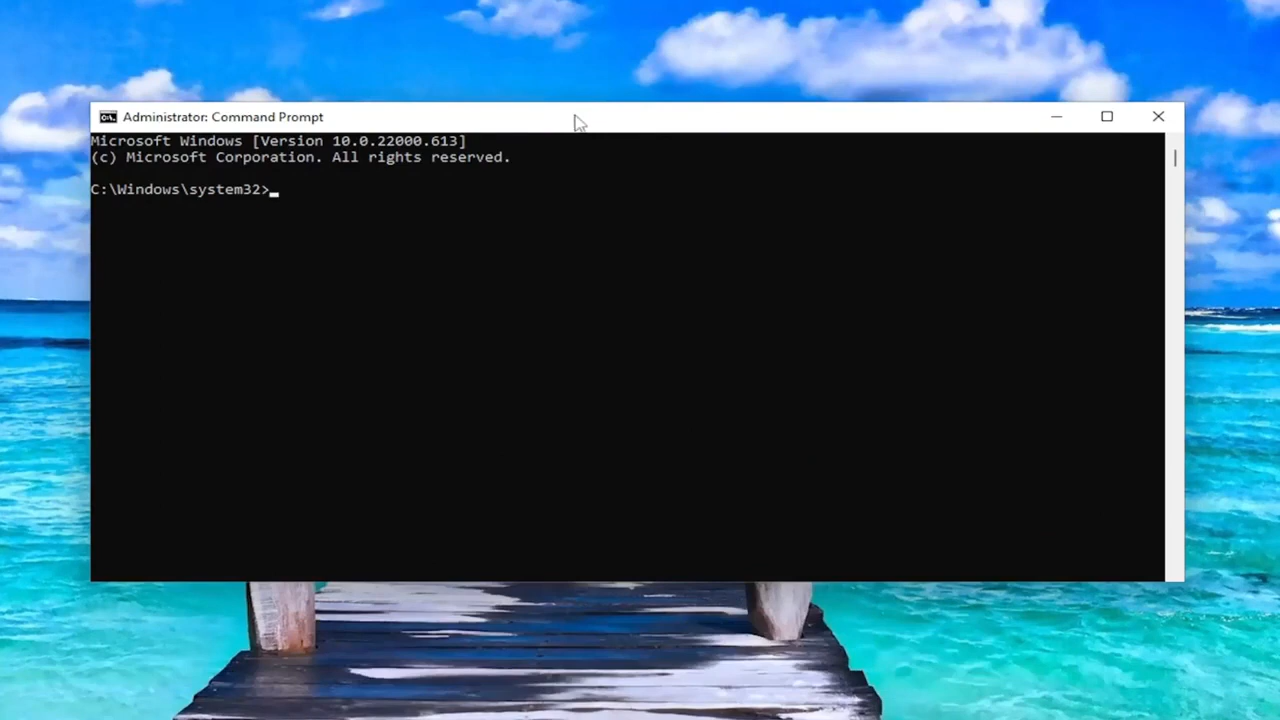 Administrator: Command Prompt
Microsoft Windows [Version 10.0.22000.613]
(c) Microsoft Corporation. All rights reserved.
C:\Windows\system32>